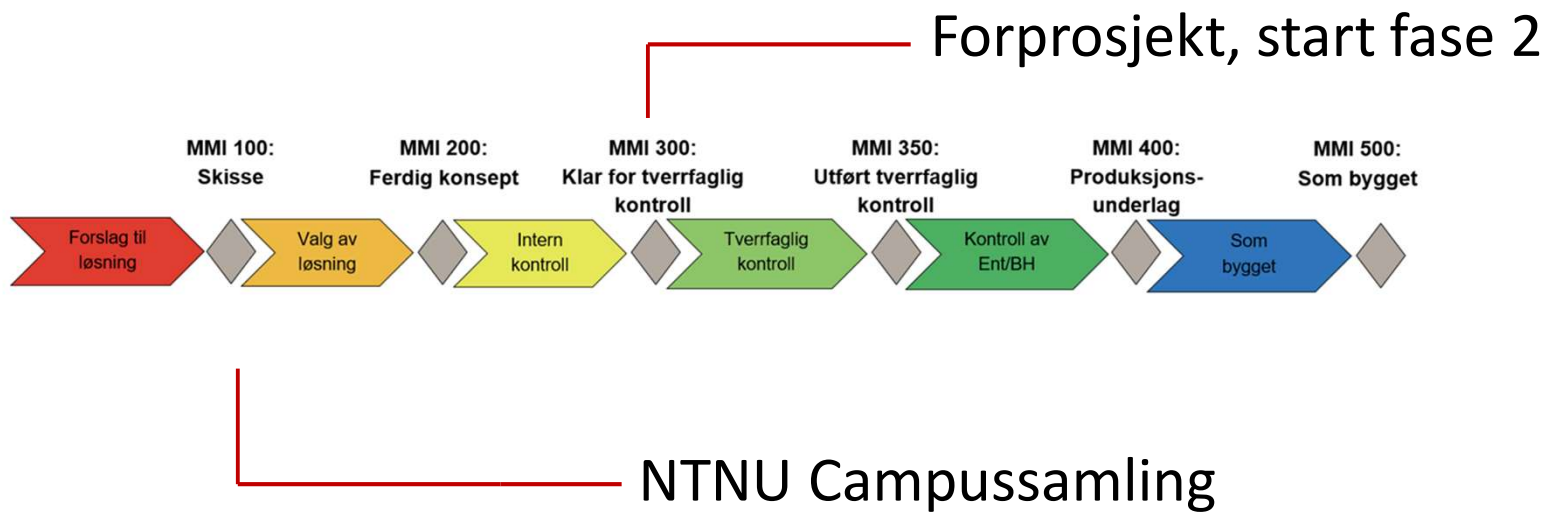 Forprosjekt, start fase 2
MMI 100:
Skisse
MMI 200:
Ferdig konsept
MMI 300:
Klar for tverrfaglig
kontroll
MMI 350:
Utført tverrfaglig
kontroll
MMI 400:
Produksjons-
underlag
MMI 500:
Som bygget
Forslag til
løsning
Valg av
løsning
Intern
kontroll
Tverrfaglig
kontroll
Kontroll av
Ent/BH
Som
bygget
NTNU Campussamling